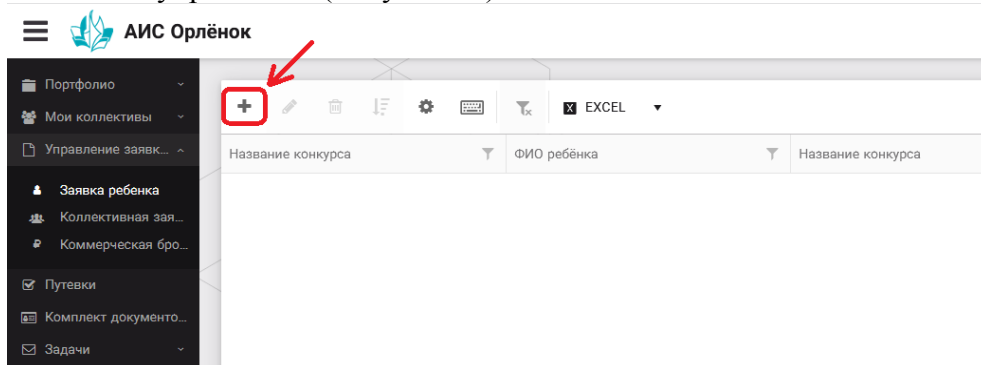 АИС Орлёнок
Портфолио
Мои коллективы
Управление заявк...
Заявка ребенка
Коллективная зая...
Коммерческая бро...
Путевки
Комплект документо...
Задачи
EXCEL
Название конкурса ФИО ребёнка Название конкурса